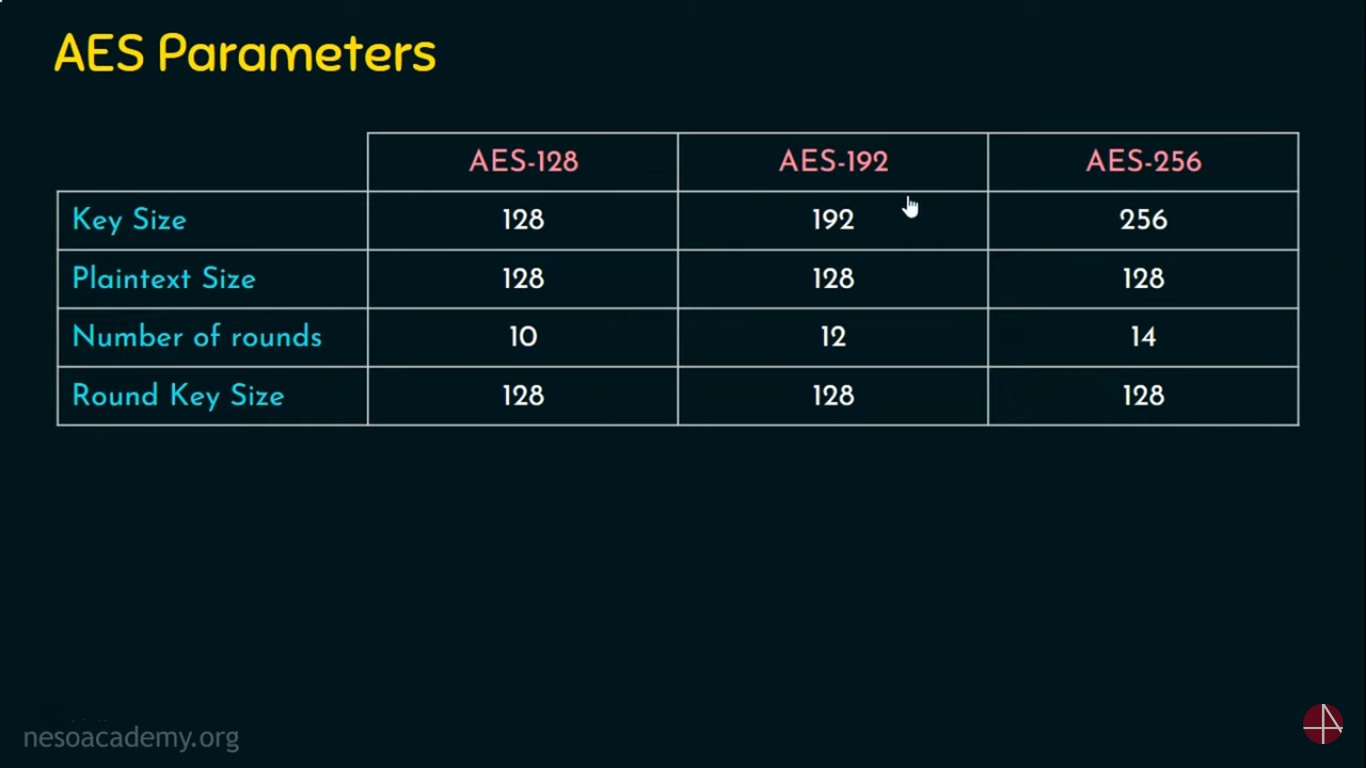 AES Parameters
AES-128 AES-192 AES-256
Key Size 128 192 256
Plaintext Size 128 128 128
Number of rounds 10 12 14
Round Key Size 128 128 128
nesoacademy.org